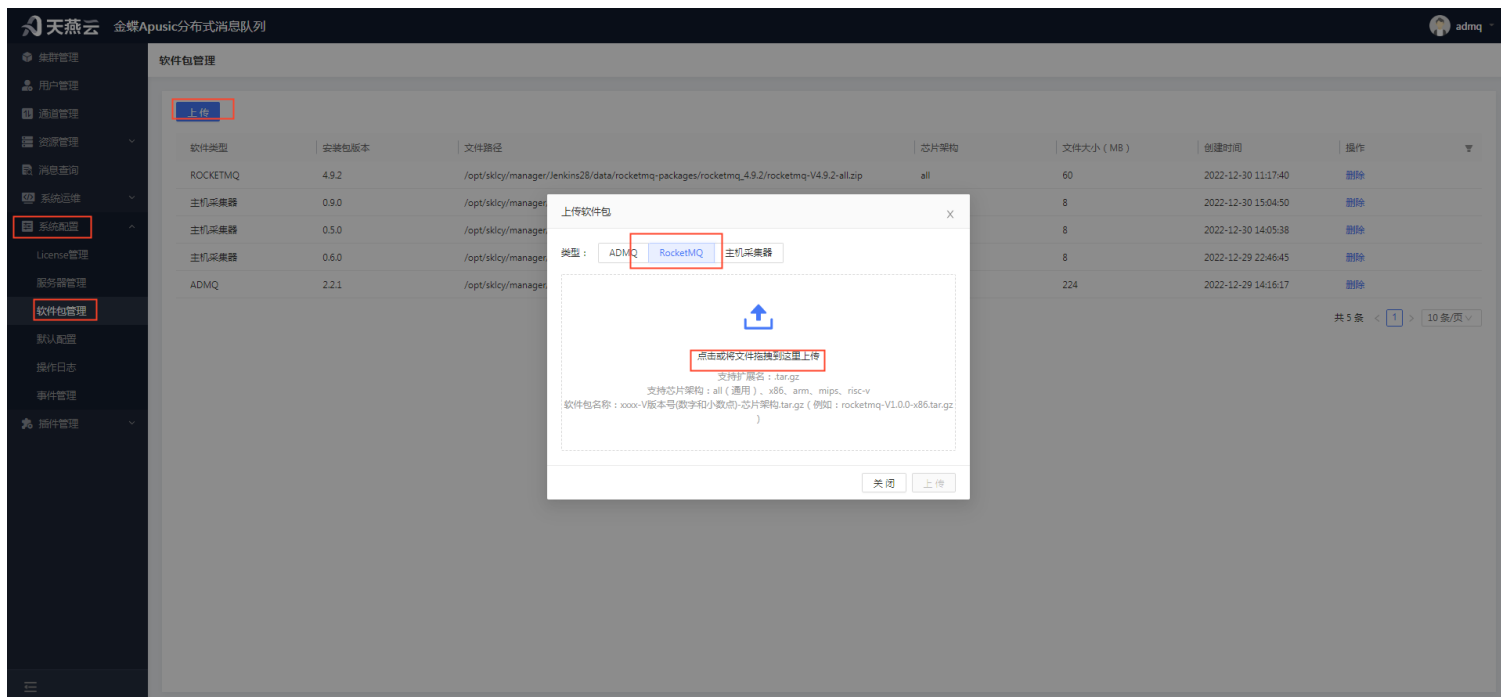 天燕云 金蝶Apusic分布式消息队列
admq
集群管理
用户管理
通道管理
资源管理
消息查询
系统运维
系统配置
License管理
服务器管理
软件包管理
默认配置
操作日志
事件管理
插件管理
软件包管理
上传
软件类型 安装包版本 文件路径 芯片架构 文件大小（MB） 创建时间 操作
ROCKETMQ 4.9.2 /opt/sklcy/manager/Jenkins28/data/rocketmq-packages/rocketmq_4.9.2/rocketmq-V4.9.2-all.zip all 60 2022-12-30 11:17:40 删除
主机采集器 0.9.0 /opt/sklcy/manager, 8 2022-12-30 15:04:50 删除
主机采集器 0.5.0 /opt/sklcy/manager, 8 2022-12-30 14:05:38 删除
主机采集器 0.6.0 /opt/sklcy/manager, 8 2022-12-29 22:46:45 删除
ADMQ 2.2.1 /opt/sklcy/manager, 224 2022-12-29 14:16:17 删除
共 5 条 < 1 > 10 条/页
上传软件包
X
类型： ADMQ RocketMQ 主机采集器
点击或将文件拖拽到这里上传
支持扩展名：.tar.gz
支持芯片架构：all（通用）、x86、arm、mips、risc-v
软件包名称：xxxx-V版本号(数字和小数点)-芯片架构.tar.gz（例如：rocketmq-V1.0.0-x86.tar.gz
）
关闭 上传